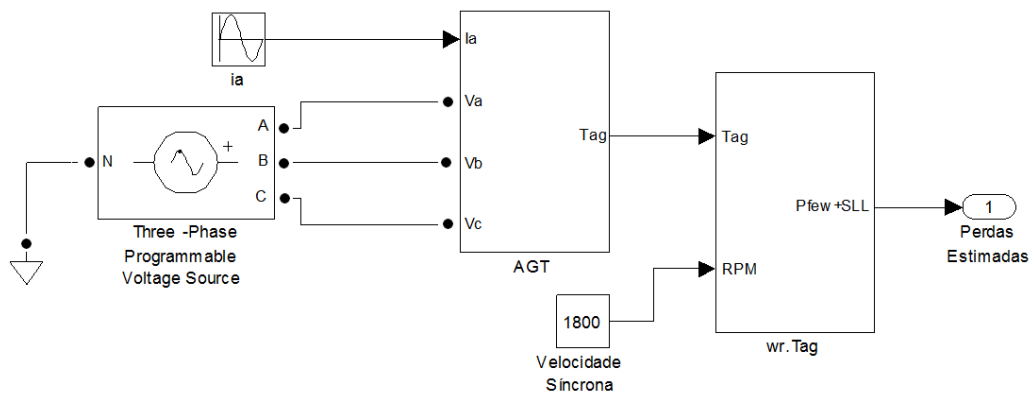 ia
Ia
Va
Vb
Vc
Tag
AGT
N
+
A
B
C
Three -Phase
Programmable
Voltage Source
Tag
RPM
Pfew +SLL
wr.Tag
1800
Velocidade
Síncrona
1
Perdas
Estimadas